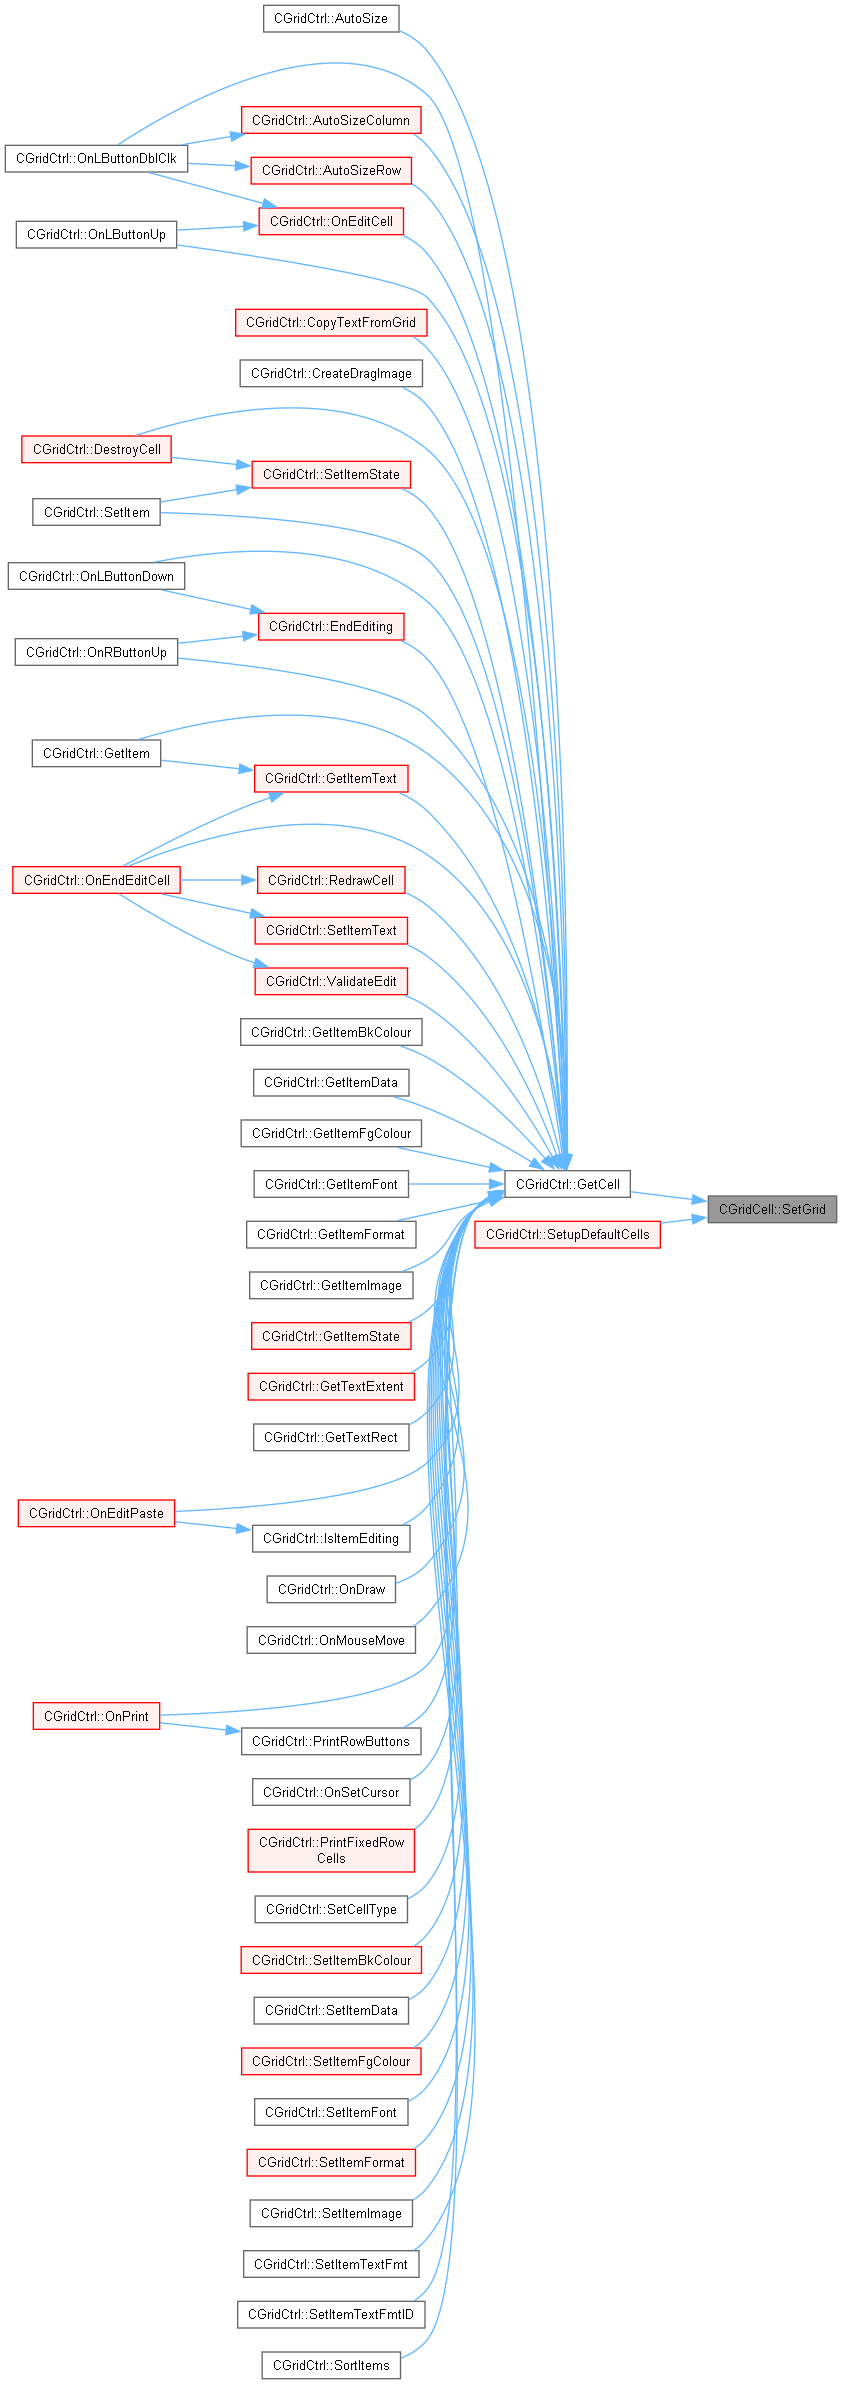 CGridCtrl::AutoSize
CGridCtrl::AutoSizeColumn
CGridCtrl::OnLButtonDblClk
CGridCtrl::AutoSizeRow
CGridCtrl::OnEditCell
CGridCtrl::OnLButtonUp
CGridCtrl::CopyTextFromGrid
CGridCtrl::CreateDragImage
CGridCtrl::DestroyCell
CGridCtrl::SetItemState
CGridCtrl::SetItem
CGridCtrl::OnLButtonDown
CGridCtrl::EndEditing
CGridCtrl::OnRButtonUp
CGridCtrl::GetItem
CGridCtrl::GetItemText
CGridCtrl::OnEndEditCell
CGridCtrl::RedrawCell
CGridCtrl::SetItemText
CGridCtrl::ValidateEdit
CGridCtrl::GetItemBkColour
CGridCtrl::GetItemData
CGridCtrl::GetItemFgColour
CGridCtrl::GetItemFont
CGridCtrl::GetCell
CGridCell::SetGrid
CGridCtrl::GetItemFormat
CGridCtrl::SetupDefaultCells
CGridCtrl::GetItemImage
CGridCtrl::GetItemState
CGridCtrl::GetTextExtent
CGridCtrl::GetTextRect
CGridCtrl::OnEditPaste
CGridCtrl::IsItemEditing
CGridCtrl::OnDraw
CGridCtrl::OnMouseMove
CGridCtrl::OnPrint
CGridCtrl::PrintRowButtons
CGridCtrl::OnSetCursor
CGridCtrl::PrintFixedRow
Cells
CGridCtrl::SetCellType
CGridCtrl::SetItemBkColour
CGridCtrl::SetItemData
CGridCtrl::SetItemFgColour
CGridCtrl::SetItemFont
CGridCtrl::SetItemFormat
CGridCtrl::SetItemImage
CGridCtrl::SetItemTextFmt
CGridCtrl::SetItemTextFmtID
CGridCtrl::SortItems